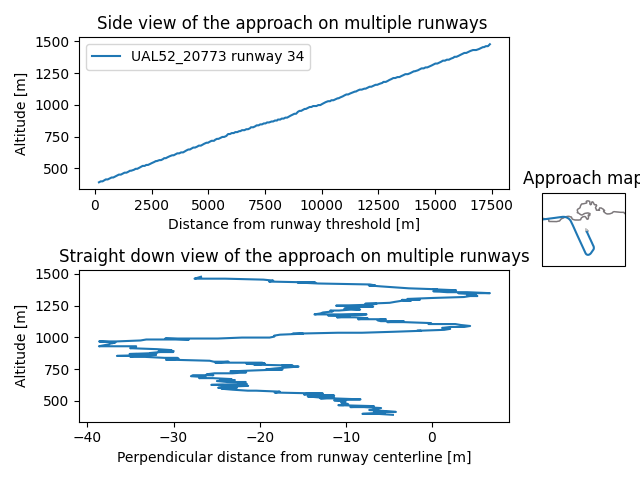 Side view of the approach on multiple runways
1500
1250
1000
750
500
Altitude [m]
UAL52_20773 runway 34
0
2500
5000
7500
10000
12500
15000
17500
Distance from runway threshold [m]
Approach map
Straight down view of the approach on multiple runways
1500
1250
1000
750
500
Altitude [m]
−40
−30
−20
−10
0
Perpendicular distance from runway centerline [m]